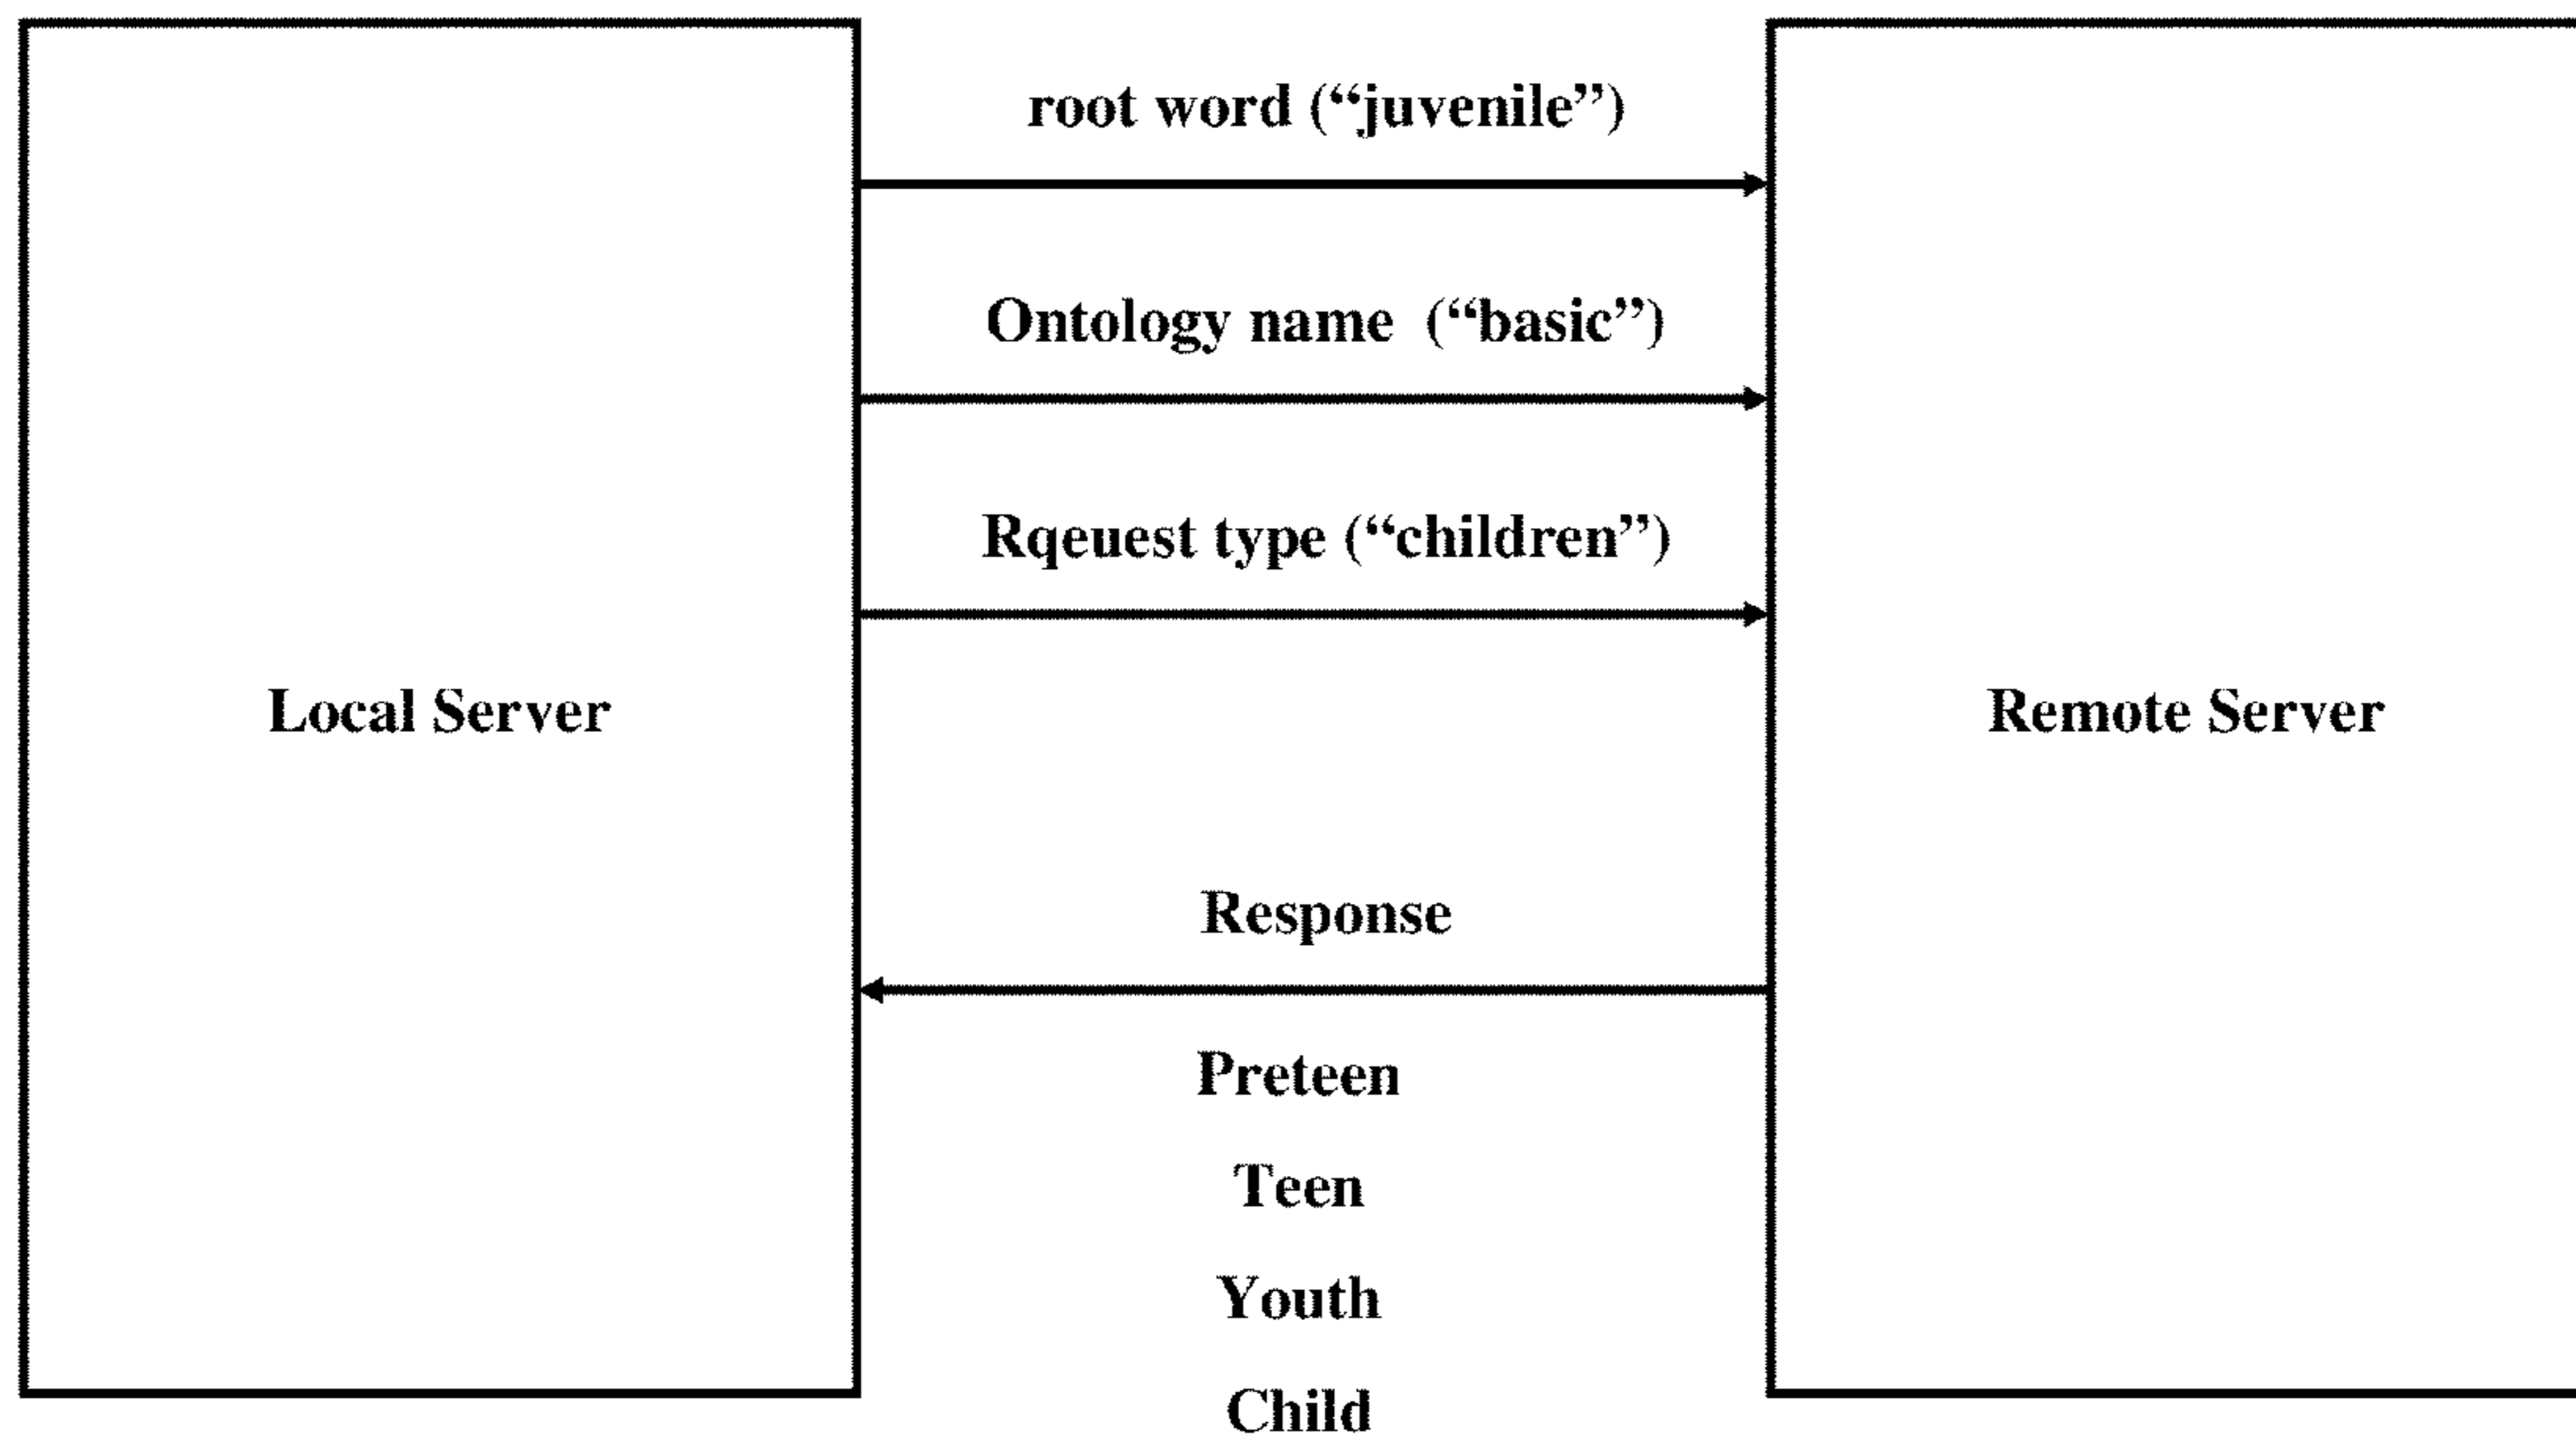 root word (“juvenile”)
Ontology name (“basic”)
Rqeuest type (“children”)
Local Server
Remote Server
Response
Preteen
Teen
Youth
Child